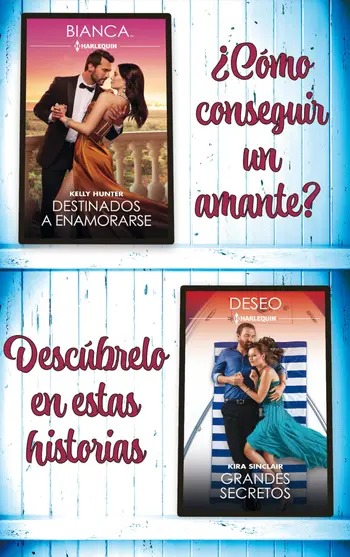 BIANCA™
HARLEQUIN
KELLY HUNTER
DESTINADOS
A ENAMORARSE
¿Cómo
conseguir
un
amante?
Descúbrelo
en estas
historias
DESEO
HARLEQUIN
KIRA SINCLAIR
GRANDES
SECRETOS